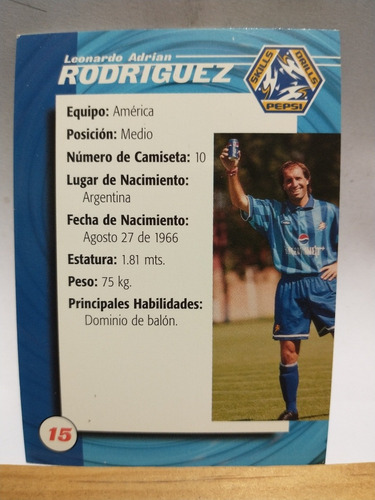 Leonardo Adrian
RODRIGUEZ
SKILLS
DRILLS
PEPSI
Equipo: América
Posición: Medio
Número de Camiseta: 10
Lugar de Nacimiento:
Argentina
Fecha de Nacimiento:
Agosto 27 de 1966
Estatura: 1.81 mts.
Peso: 75 kg.
Principales Habilidades:
Dominio de balón.
15